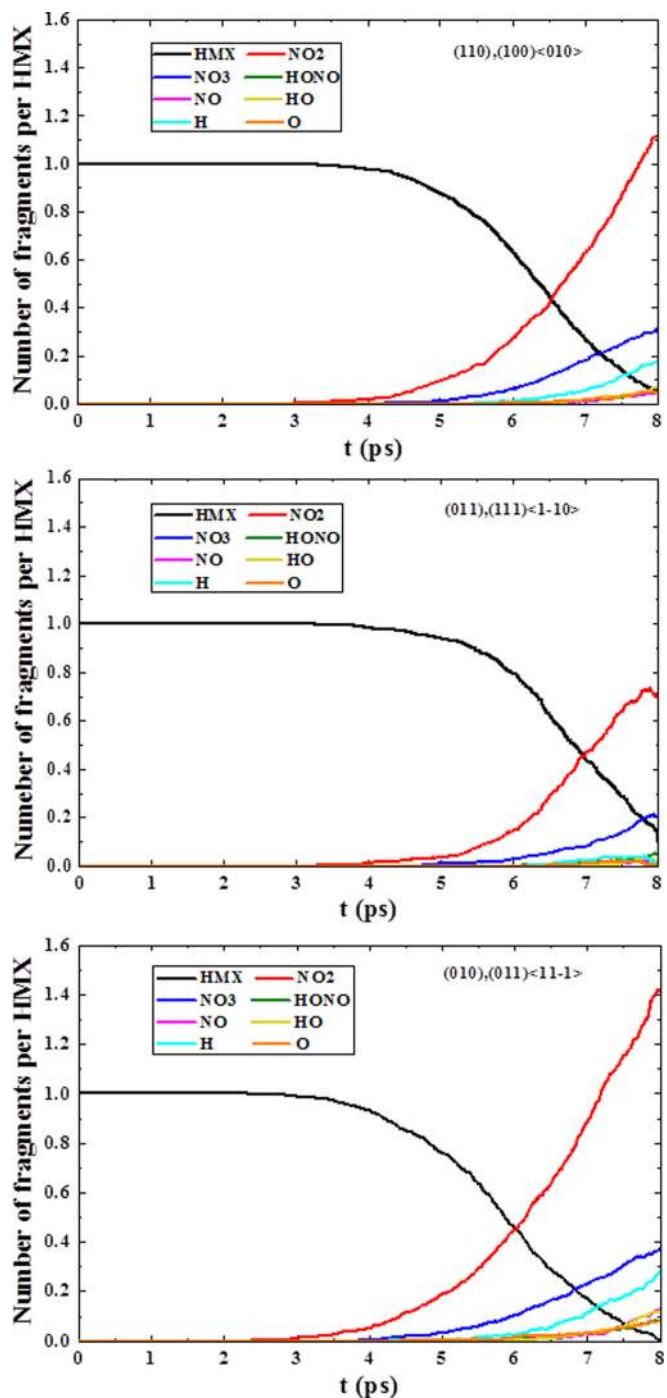 1.6
(110),(100)<010>
HMX NO2
NO3 HONO
NO HO
H O
1.4
1.2
1.0
0.8
0.6
0.4
0.2
0.0
Number of fragments per HMX
0 1 2 3 4 5 6 7 8
t (ps)
1.6
(011),(111)<1-10>
HMX NO2
NO3 HONO
NO HO
H O
1.4
1.2
1.0
0.8
0.6
0.4
0.2
0.0
Numeber of fragments per HMX
0 1 2 3 4 5 6 7 8
t (ps)
1.6
(010),(011)<11-1>
HMX NO2
NO3 HONO
NO HO
H O
1.4
1.2
1.0
0.8
0.6
0.4
0.2
0.0
Number of fragments per HMX
0 1 2 3 4 5 6 7 8
t (ps)